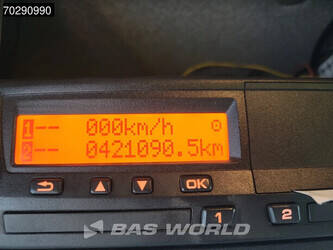 70290990
1 -- 000km/h
2 -- 0421090.5km
OK
1 2
BAS WORLD